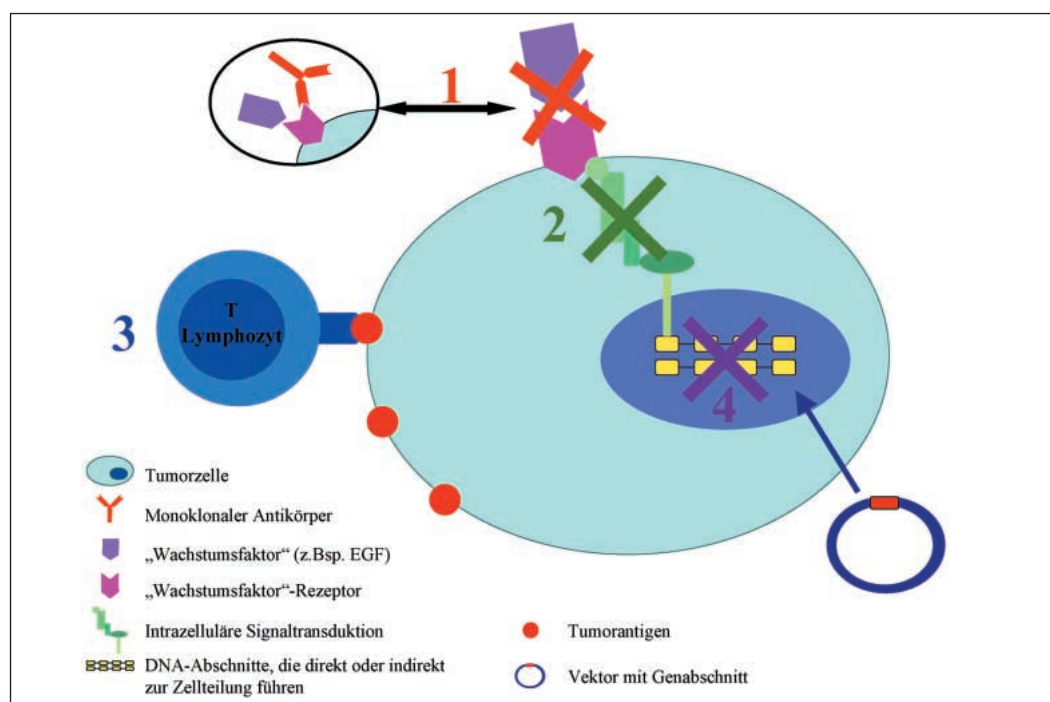 1
2
3
T
Lymphozyt
4
Tumorzelle
Monoklonaler Antikörper
„Wachstumsfaktor“ (z.Bsp. EGF)
„Wachstumsfaktor“-Rezeptor
Intrazelluläre Signaltransduktion
DNA-Abschnitte, die direkt oder indirekt
zur Zellteilung führen
Tumorantigen
Vektor mit Genabschnitt